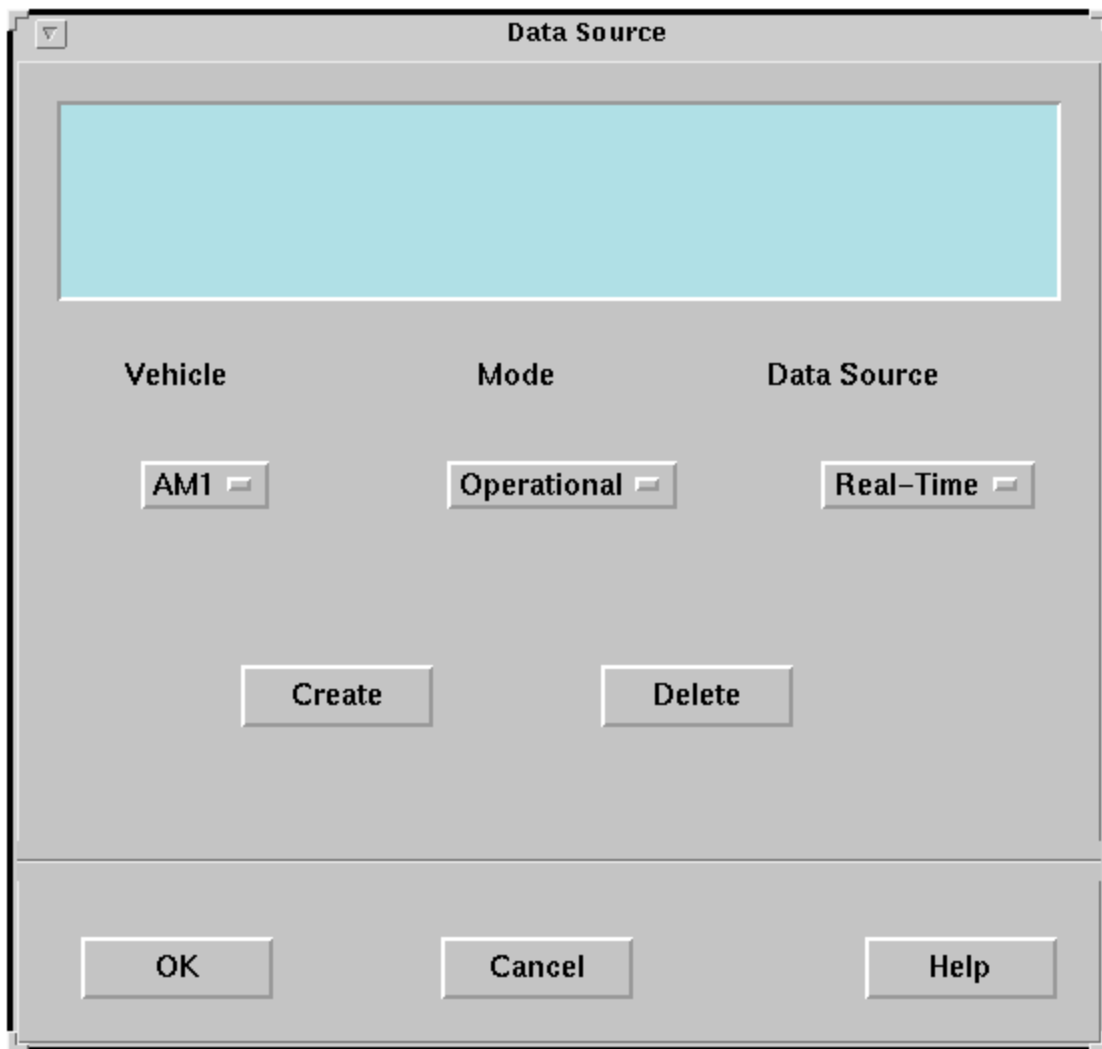 Data Source
Vehicle Mode Data Source
AM1 Operational Real-Time
Create Delete
OK Cancel Help